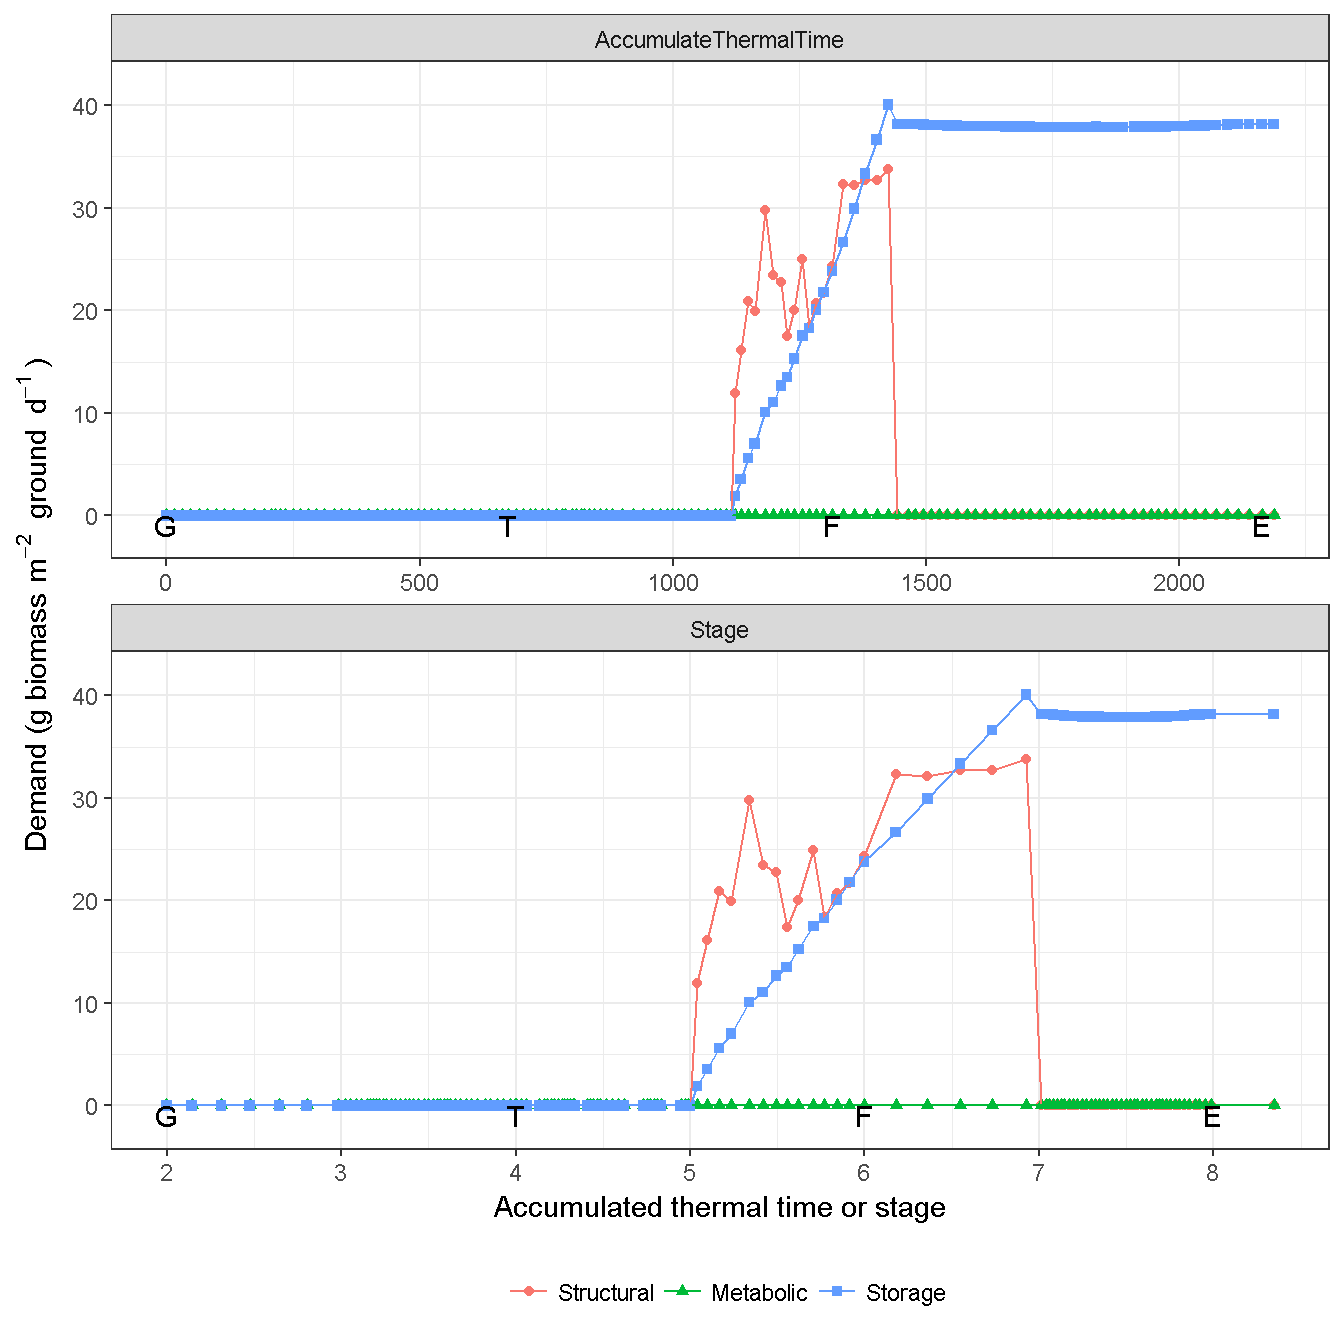 AccumulateThermalTime
40
30
20
10
0
G T F E
0 500 1000 1500 2000
Demand (g biomass m⁻² ground d⁻¹ )
Stage
40
30
20
10
0
G T F E
2 3 4 5 6 7 8
Accumulated thermal time or stage
Structural Metabolic Storage